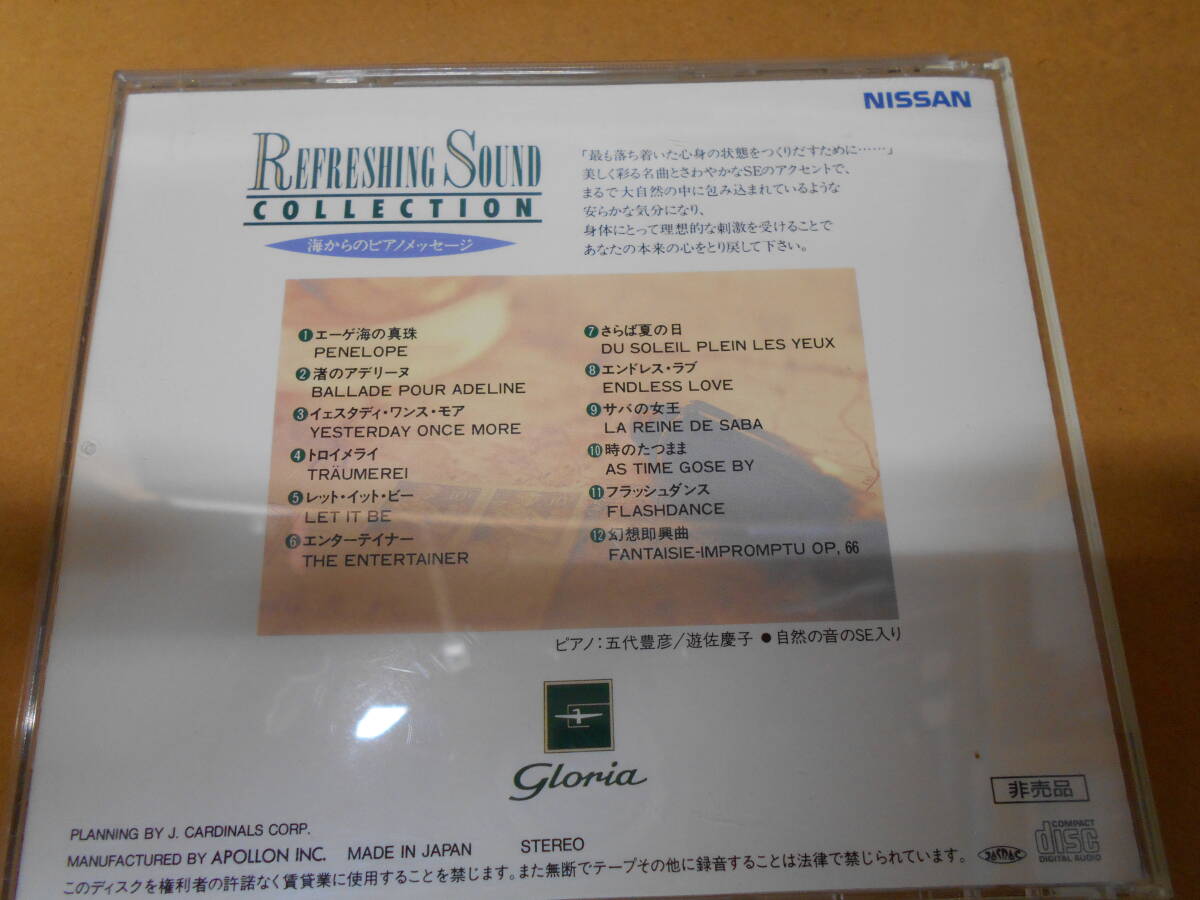 NISSAN
REFRESHING SOUND
COLLECTION
海からのピアノメッセージ
「最も落ち着いた心身の状態をつくりだすために……」
美しく彩る名曲とさわやかなSEのアクセントで、
まるで大自然の中に包み込まれているような
安らかな気分になり、
身体にとって理想的な刺激を受けることで
あなたの本来の心をとり戻して下さい。
1 エーゲ海の真珠
PENELOPE
2 渚のアデリーヌ
BALLADE POUR ADELINE
3 イェスタディ・ワンス・モア
YESTERDAY ONCE MORE
4 トロイメライ
TRÄUMEREI
5 レット・イット・ビー
LET IT BE
6 エンターテイナー
THE ENTERTAINER
7 さらば夏の日
DU SOLEIL PLEIN LES YEUX
8 エンドレス・ラブ
ENDLESS LOVE
9 サバの女王
LA REINE DE SABA
10 時のたつまま
AS TIME GOSE BY
11 フラッシュダンス
FLASHDANCE
12 幻想即興曲
FANTAISIE-IMPROMPTU OP, 66
ピアノ：五代豊彦/遊佐慶子 ● 自然の音のSE入り
Gloria
非売品
PLANNING BY J. CARDINALS CORP.
MANUFACTURED BY APOLLON INC. MADE IN JAPAN STEREO
このディスクを権利者の許諾なく賃貸業に使用することを禁じます。また無断でテープその他に録音することは法律で禁じられています。
JASRAC
COMPACT
disc
DIGITAL AUDIO